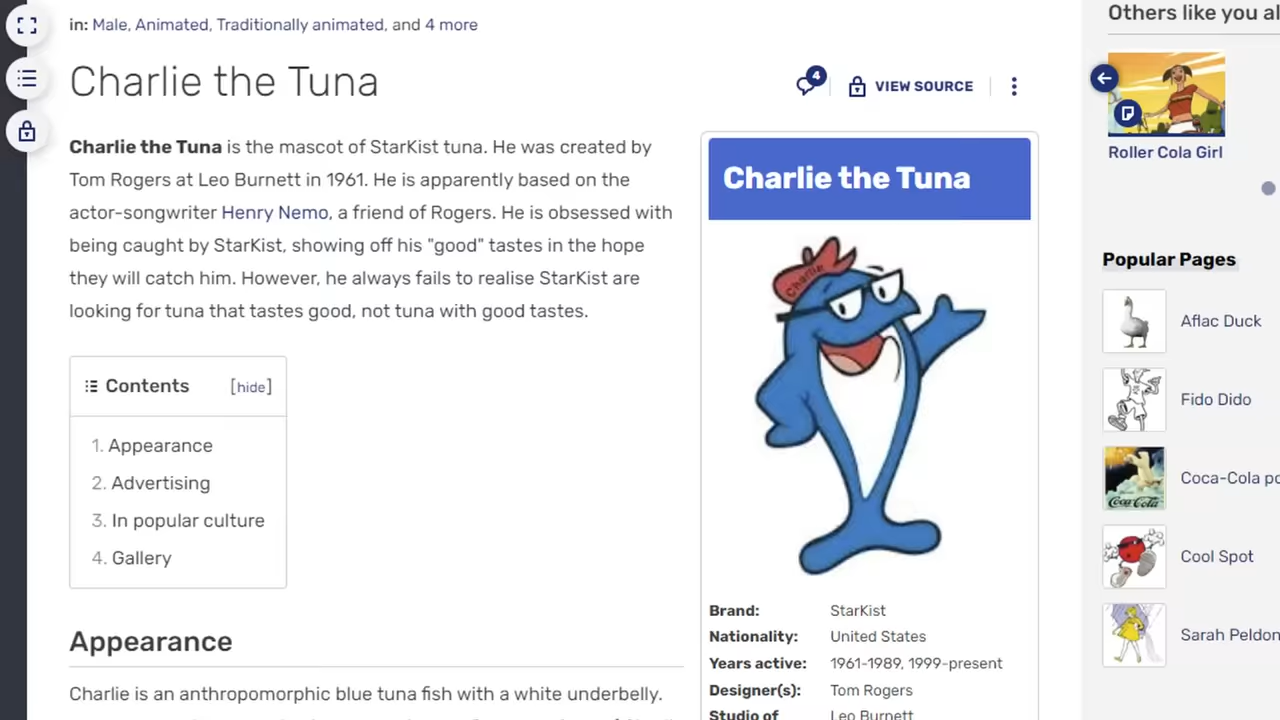 in: Male, Animated, Traditionally animated, and 4 more
Charlie the Tuna
4
VIEW SOURCE
Charlie the Tuna is the mascot of StarKist tuna. He was created by
Tom Rogers at Leo Burnett in 1961. He is apparently based on the
actor-songwriter Henry Nemo, a friend of Rogers. He is obsessed with
being caught by StarKist, showing off his "good" tastes in the hope
they will catch him. However, he always fails to realise StarKist are
looking for tuna that tastes good, not tuna with good tastes.
Contents [hide]
1. Appearance
2. Advertising
3. In popular culture
4. Gallery
Appearance
Charlie is an anthropomorphic blue tuna fish with a white underbelly.
Charlie the Tuna
Charlie
Brand: StarKist
Nationality: United States
Years active: 1961-1989, 1999-present
Designer(s): Tom Rogers
Studio of Leo Burnett
Others like you al
Roller Cola Girl
Popular Pages
Aflac Duck
Fido Dido
Coca-Cola po
Coca-Cola
Cool Spot
Sarah Peldon